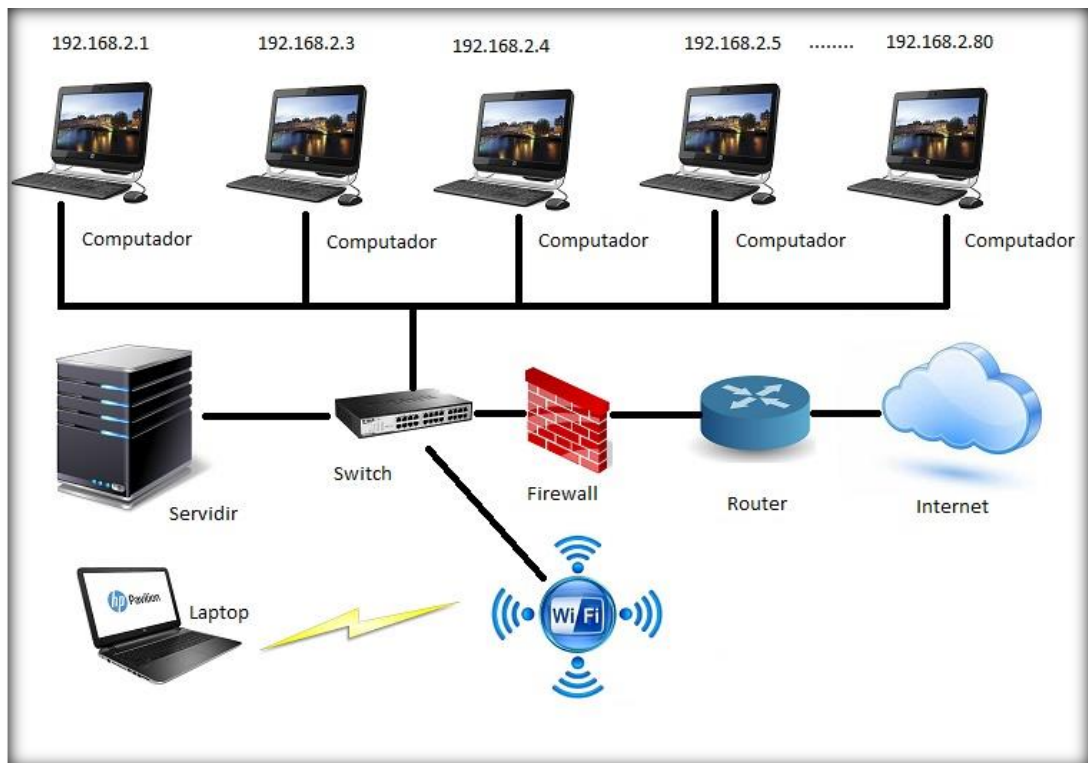 192.168.2.1
192.168.2.3
192.168.2.4
192.168.2.5
........
192.168.2.80
Computador
Computador
Computador
Computador
Computador
Servidir
Switch
Firewall
Router
Internet
hp Pavilion
Laptop
Wi Fi